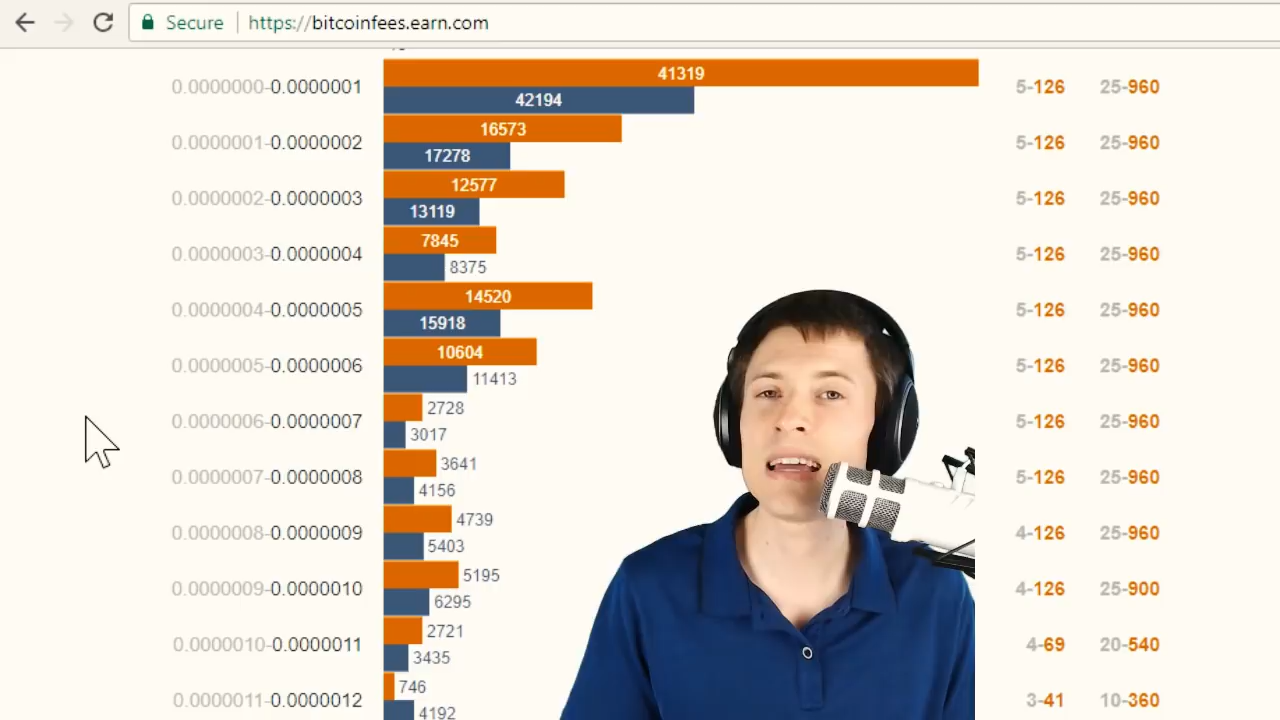 Secure https://bitcoinfees.earn.com
41319
0.0000000-0.0000001 5-126 25-960
42194
16573
0.0000001-0.0000002 5-126 25-960
17278
12577
0.0000002-0.0000003 5-126 25-960
13119
7845
0.0000003-0.0000004 5-126 25-960
8375
14520
0.0000004-0.0000005 5-126 25-960
15918
10604
0.0000005-0.0000006 5-126 25-960
11413
2728
0.0000006-0.0000007 5-126 25-960
3017
3641
0.0000007-0.0000008 5-126 25-960
4156
4739
0.0000008-0.0000009 4-126 25-960
5403
5195
0.0000009-0.0000010 4-126 25-900
6295
2721
0.0000010-0.0000011 4-69 20-540
3435
746
0.0000011-0.0000012 3-41 10-360
4192